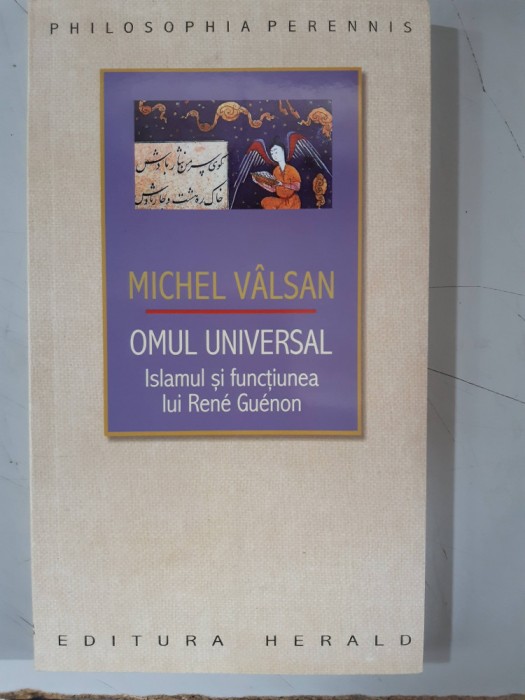 PHILOSOPHIA PERENNIS
MICHEL VÂLSAN
OMUL UNIVERSAL
Islamul și funcțiunea
lui René Guénon
EDITURA HERALD